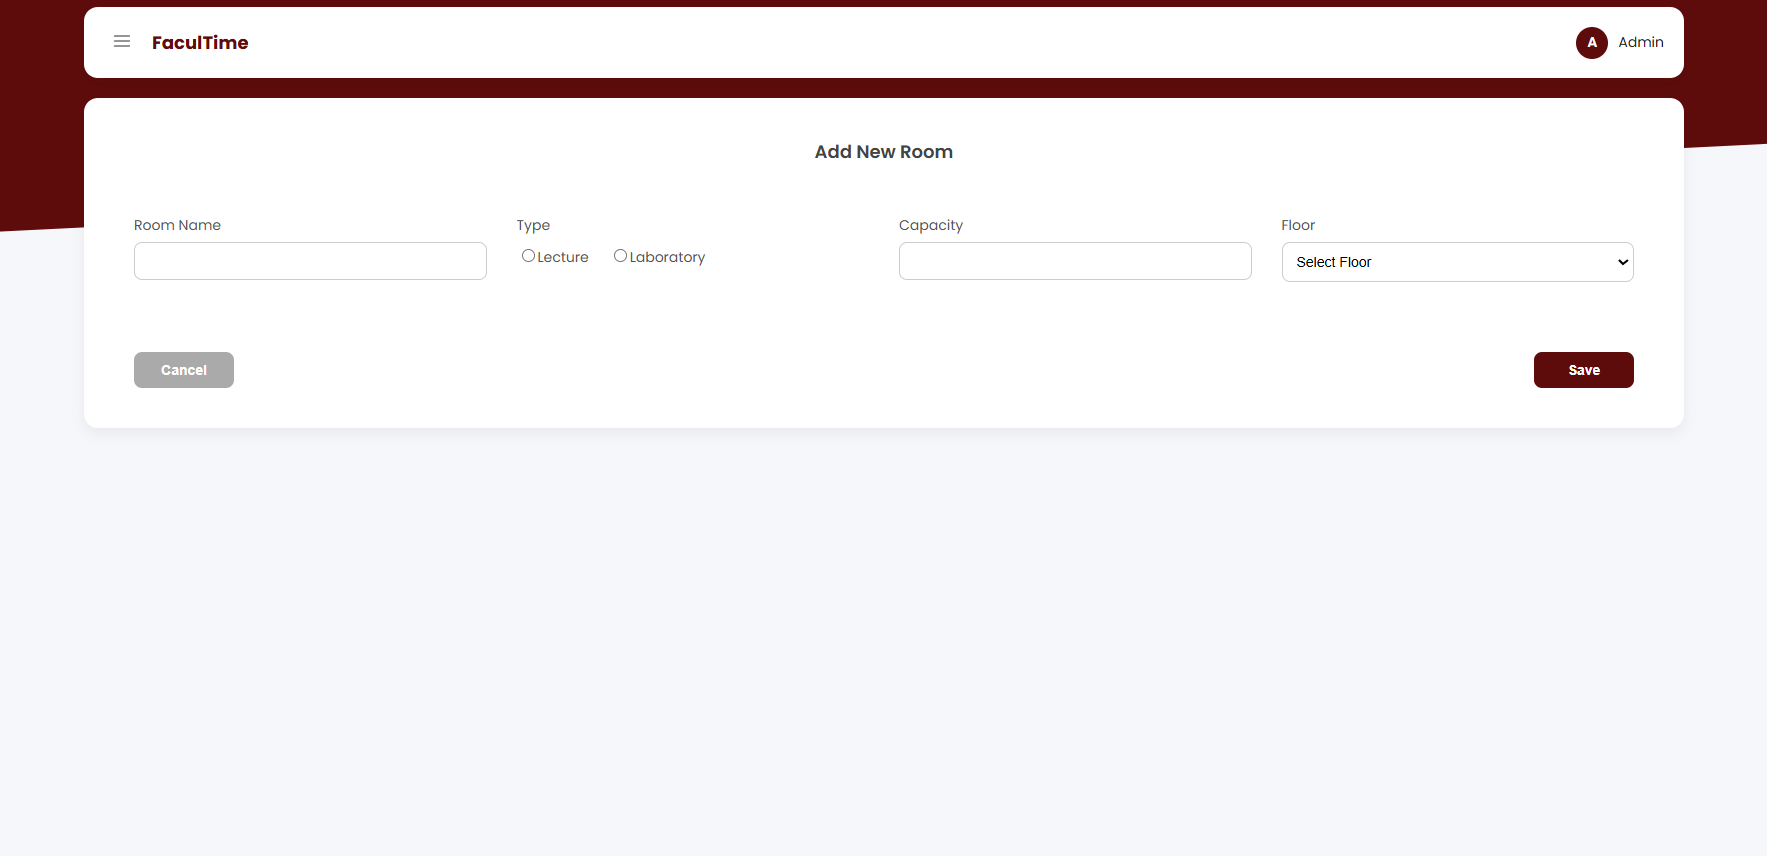 FaculTime
A Admin
Add New Room
Room Name
Type
Capacity
Floor
Lecture
Laboratory
Select Floor
Cancel
Save